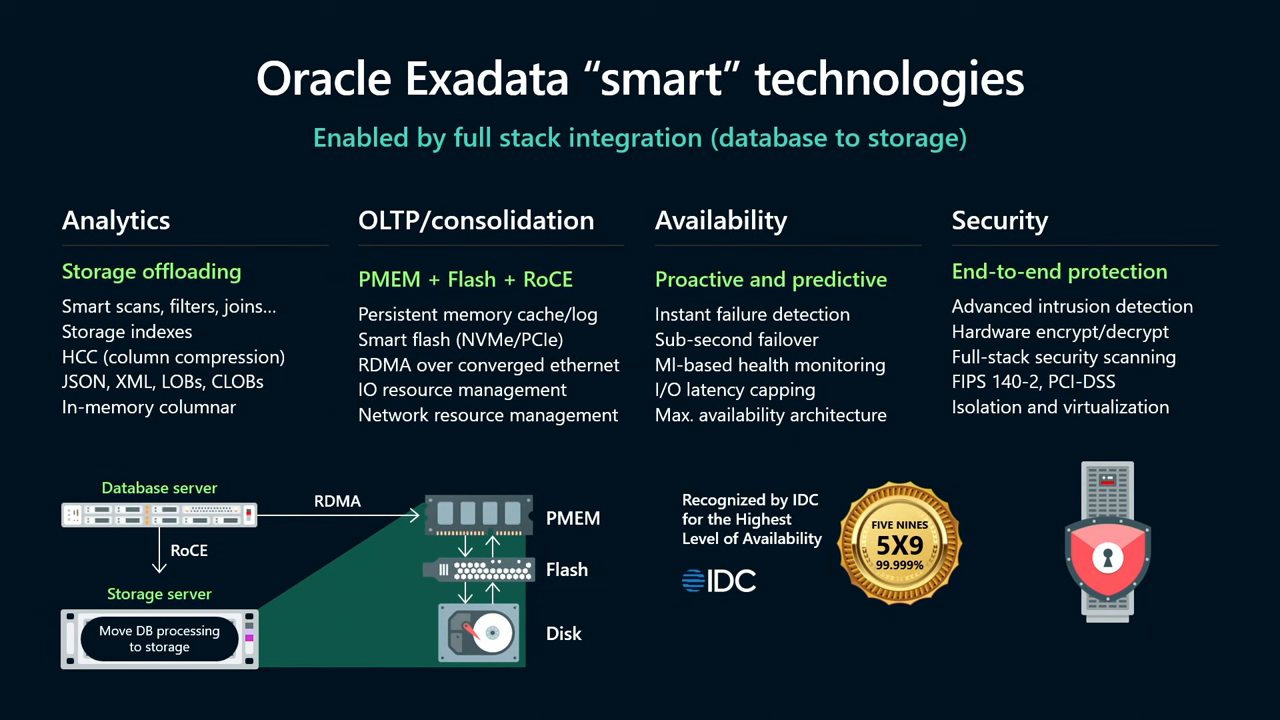 Oracle Exadata “smart” technologies
Enabled by full stack integration (database to storage)
Analytics
Storage offloading
Smart scans, filters, joins...
Storage indexes
HCC (column compression)
JSON, XML, LOBs, CLOBs
In-memory columnar
OLTP/consolidation
PMEM + Flash + RoCE
Persistent memory cache/log
Smart flash (NVMe/PCIe)
RDMA over converged ethernet
IO resource management
Network resource management
Availability
Proactive and predictive
Instant failure detection
Sub-second failover
Ml-based health monitoring
I/O latency capping
Max. availability architecture
Security
End-to-end protection
Advanced intrusion detection
Hardware encrypt/decrypt
Full-stack security scanning
FIPS 140-2, PCI-DSS
Isolation and virtualization
Database server
RDMA
RoCE
Storage server
Move DB processing
to storage
PMEM
Flash
Disk
Recognized by IDC
for the Highest
Level of Availability
IDC
FIVE NINES
5X9
99.999%